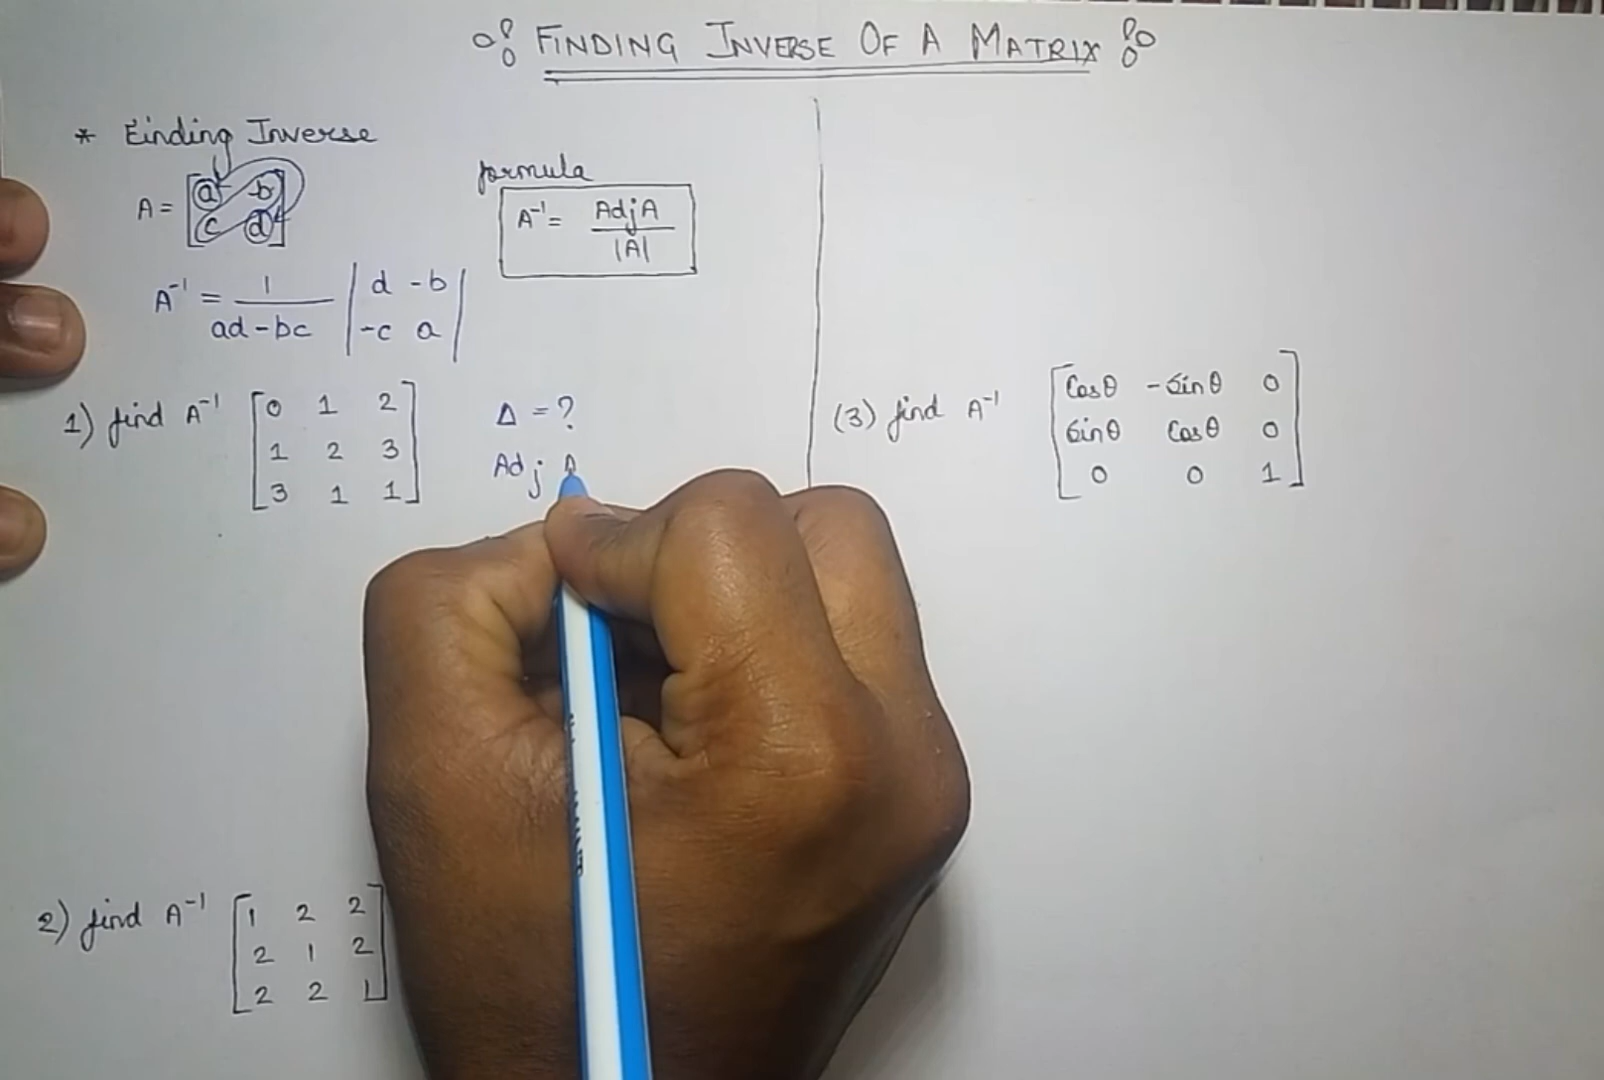 FINDING INVERSE OF A MATRIX
* Finding Inverse
A = [a b
c d]
A⁻¹ = 1 / ad - bc | d -b
-c a |
formula
A⁻¹ = AdjA / |A|
1) find A⁻¹ [0 1 2
1 2 3
3 1 1]
Δ = ?
Adj A
2) find A⁻¹ [1 2 2
2 1 2
2 2 1]
(3) find A⁻¹ [Cosθ -Sinθ 0
Sinθ Cosθ 0
0 0 1]